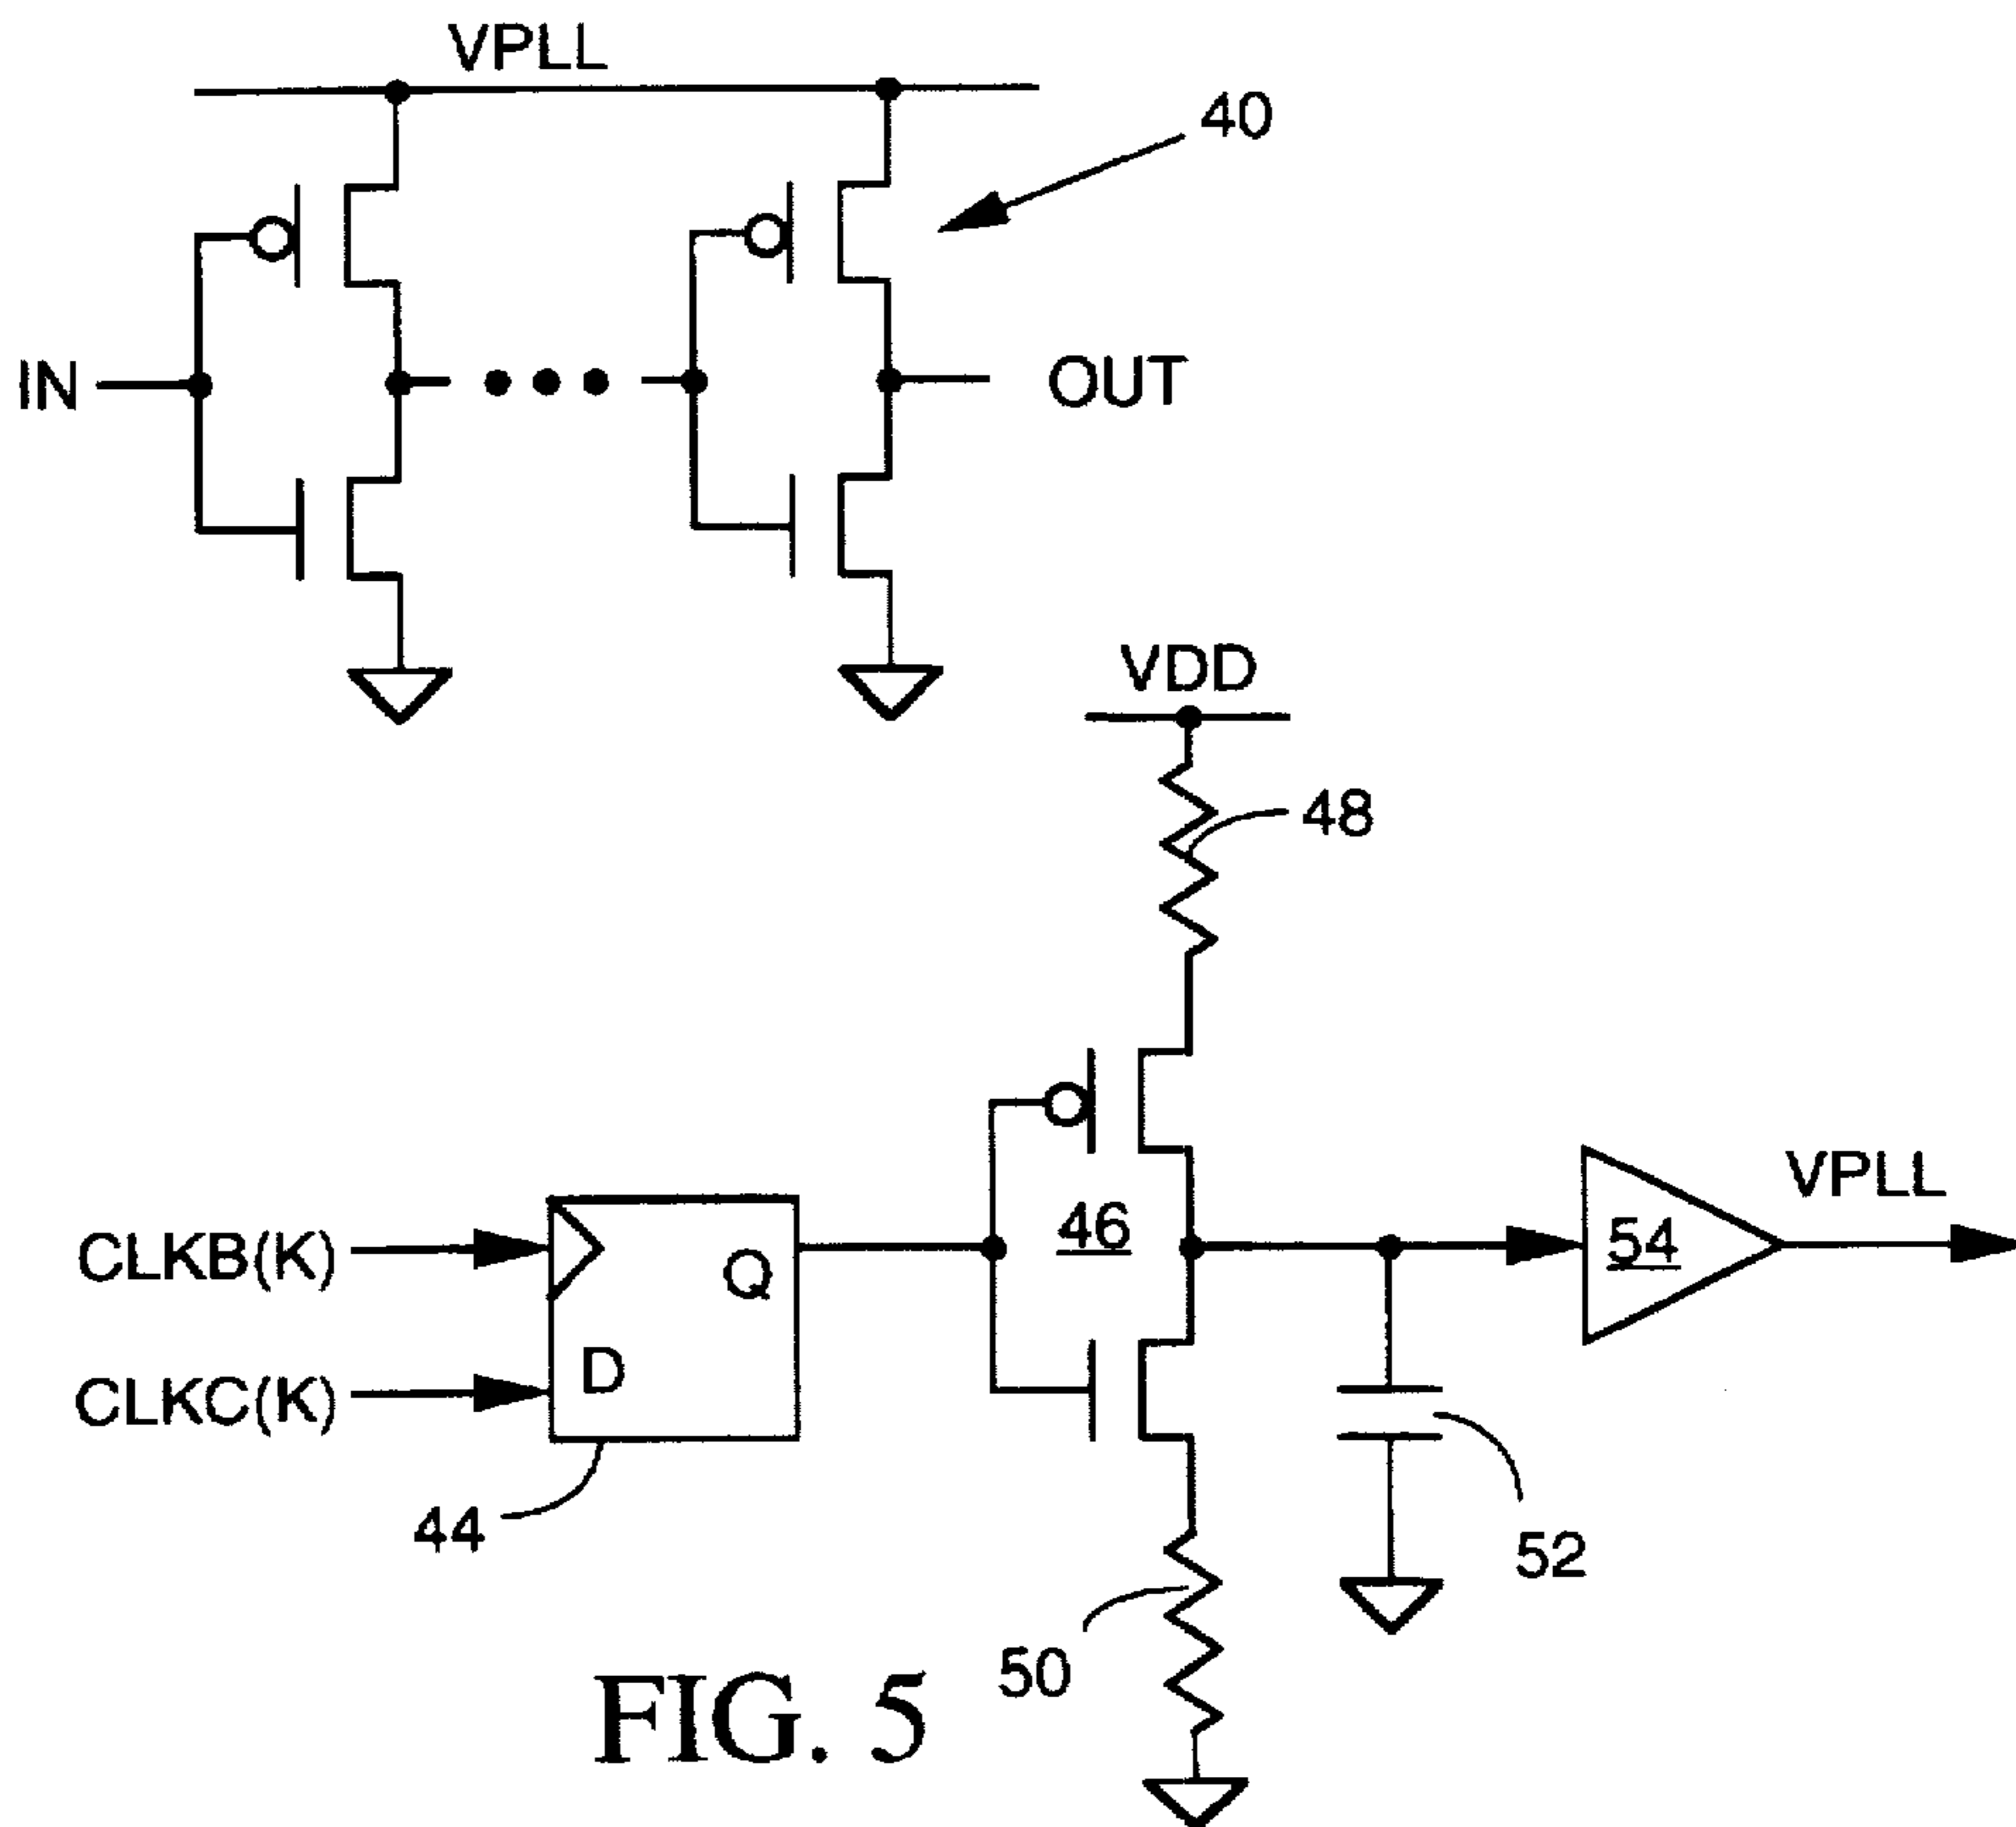 VPLL
40
IN
OUT
VDD
48
46
CLKB(K)
Q
54
VPLL
CLKC(K)
D
44
52
50
FIG. 5